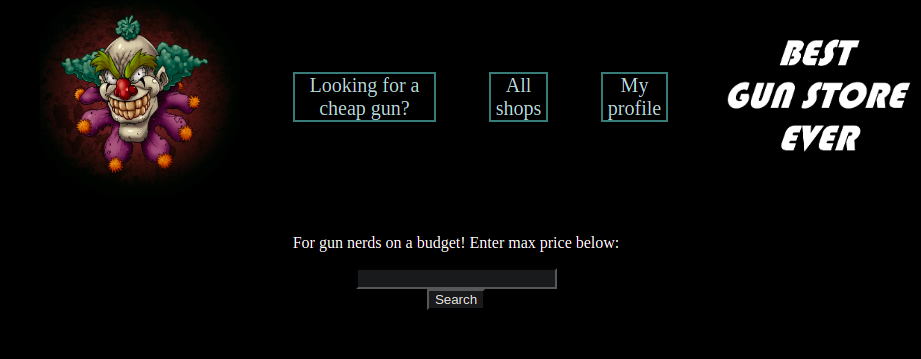 Looking for a
cheap gun?
All
shops
My
profile
BEST
GUN STORE
EVER
For gun nerds on a budget! Enter max price below:
Search